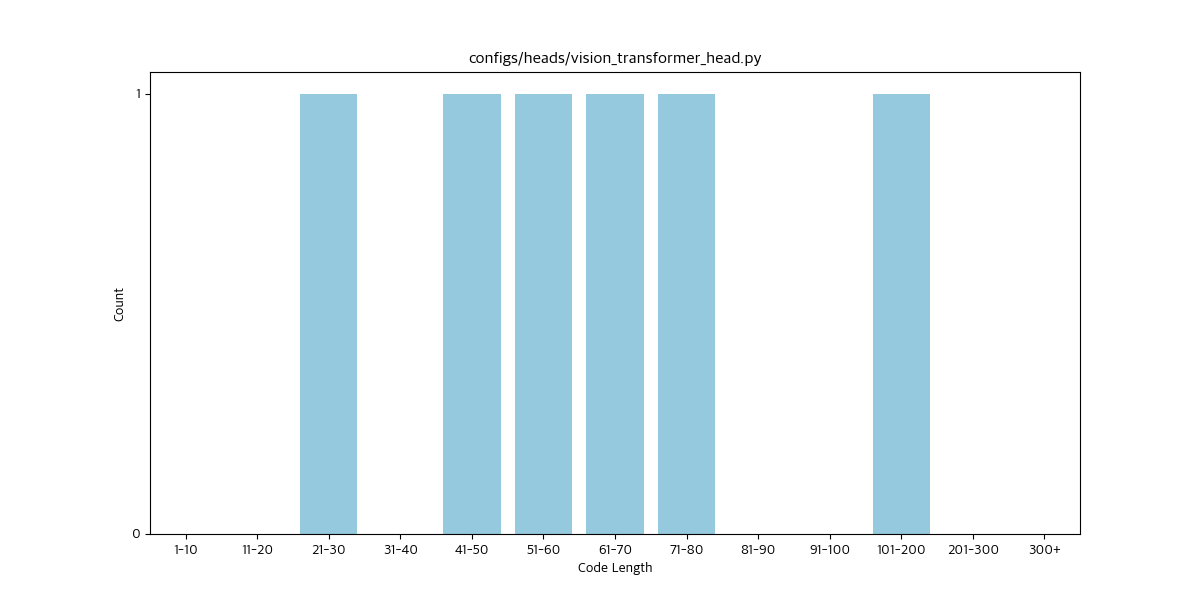 configs/heads/vision_transformer_head.py
1
0
Count
1-10 11-20 21-30 31-40 41-50 51-60 61-70 71-80 81-90 91-100 101-200 201-300 300+
Code Length